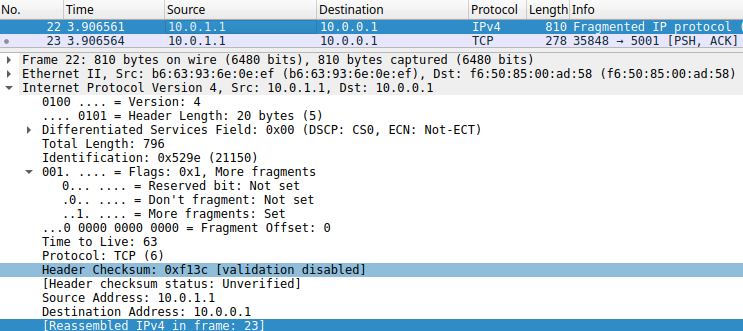 No. Time Source Destination Protocol Length Info
22 3.906561 10.0.1.1 10.0.0.1 IPv4 810 Fragmented IP protocol (
23 3.906564 10.0.1.1 10.0.0.1 TCP 278 35848 → 5001 [PSH, ACK]
Frame 22: 810 bytes on wire (6480 bits), 810 bytes captured (6480 bits)
Ethernet II, Src: b6:63:93:6e:0e:ef (b6:63:93:6e:0e:ef), Dst: f6:50:85:00:ad:58 (f6:50:85:00:ad:58)
Internet Protocol Version 4, Src: 10.0.1.1, Dst: 10.0.0.1
0100 .... = Version: 4
.... 0101 = Header Length: 20 bytes (5)
Differentiated Services Field: 0x00 (DSCP: CS0, ECN: Not-ECT)
Total Length: 796
Identification: 0x529e (21150)
001. .... = Flags: 0x1, More fragments
0... .... = Reserved bit: Not set
.0.. .... = Don't fragment: Not set
..1. .... = More fragments: Set
...0 0000 0000 0000 = Fragment Offset: 0
Time to Live: 63
Protocol: TCP (6)
Header Checksum: 0xf13c [validation disabled]
[Header checksum status: Unverified]
Source Address: 10.0.1.1
Destination Address: 10.0.0.1
[Reassembled IPv4 in frame: 23]